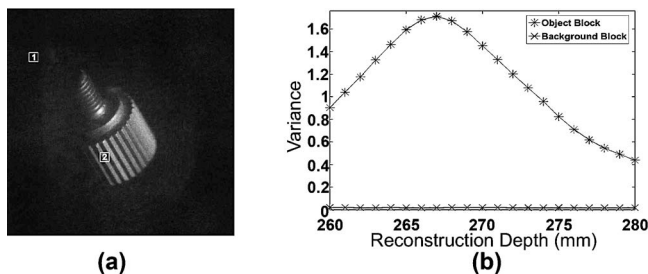 1
2
(a)
Object Block
Background Block
Variance
1.6
1.4
1.2
1
0.8
0.6
0.4
0.2
0
260 265 270 275 280
Reconstruction Depth (mm)
(b)